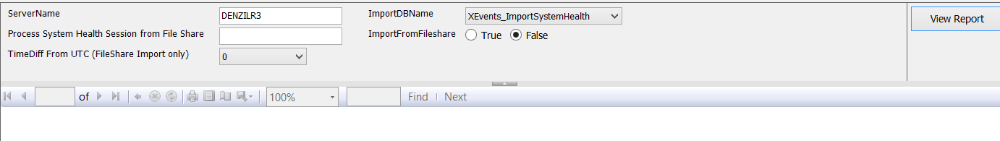 ServerName DENZILR3 ImportDBName XEvents_ImportSystemHealth View Report
Process System Health Session from File Share ImportFromFileshare True False
TimeDiff From UTC (FileShare Import only) 0
of 100% Find Next